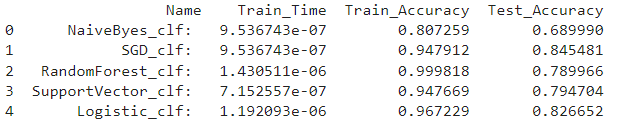 Name Train_Time Train_Accuracy Test_Accuracy
0 NaiveByes_clf: 9.536743e-07 0.807259 0.689990
1 SGD_clf: 9.536743e-07 0.947912 0.845481
2 RandomForest_clf: 1.430511e-06 0.999818 0.789966
3 SupportVector_clf: 7.152557e-07 0.947669 0.794704
4 Logistic_clf: 1.192093e-06 0.967229 0.826652